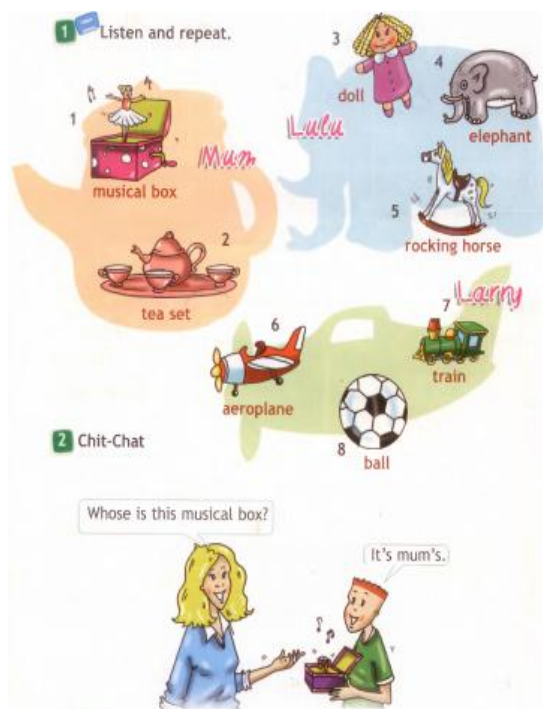 1 Listen and repeat.
1
musical box
Mum
2
tea set
3
doll
Lulu
4
elephant
5
rocking horse
6
aeroplane
Larry
7
train
8
ball
2 Chit-Chat
Whose is this musical box?
It's mum's.